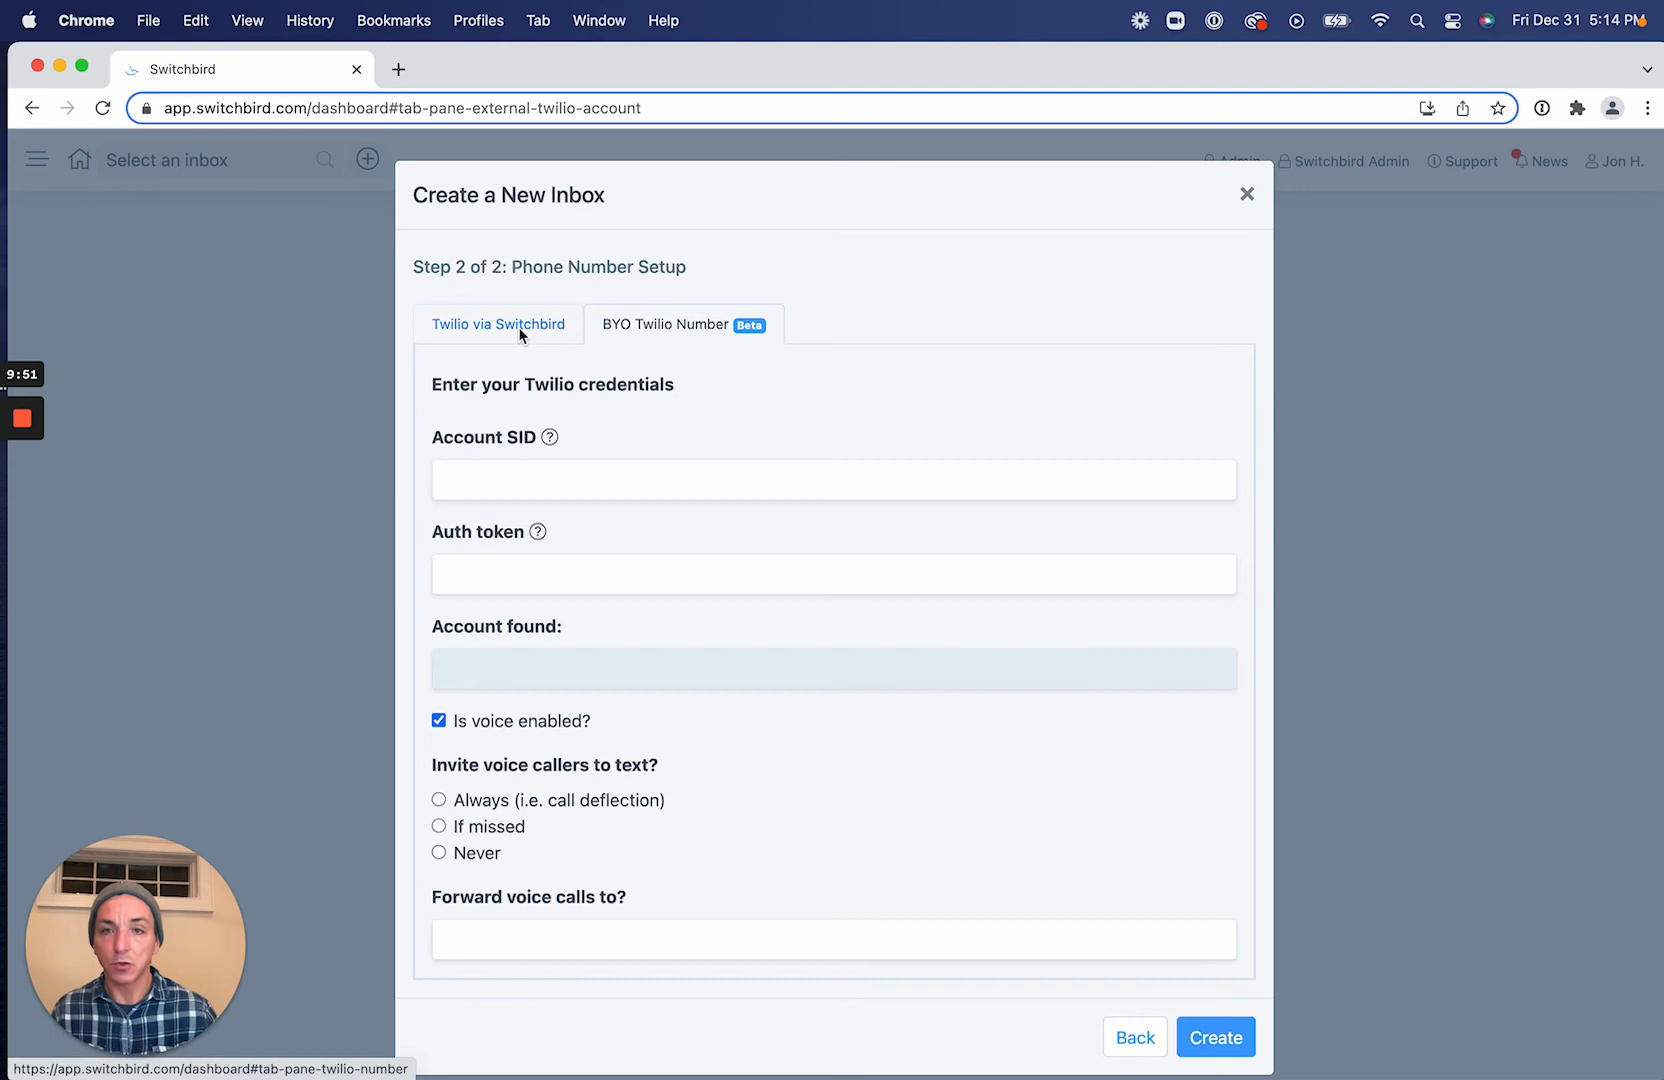 Chrome File Edit View History Bookmarks Profiles Tab Window Help Fri Dec 31 5:14 PM
Switchbird
app.switchbird.com/dashboard#tab-pane-external-twilio-account
Select an inbox
Admin Switchbird Admin Support News Jon H.
Create a New Inbox
Step 2 of 2: Phone Number Setup
Twilio via Switchbird BYO Twilio Number Beta
9:51
Enter your Twilio credentials
Account SID ?
Auth token ?
Account found:
Is voice enabled?
Invite voice callers to text?
Always (i.e. call deflection)
If missed
Never
Forward voice calls to?
Back Create
https://app.switchbird.com/dashboard#tab-pane-twilio-number